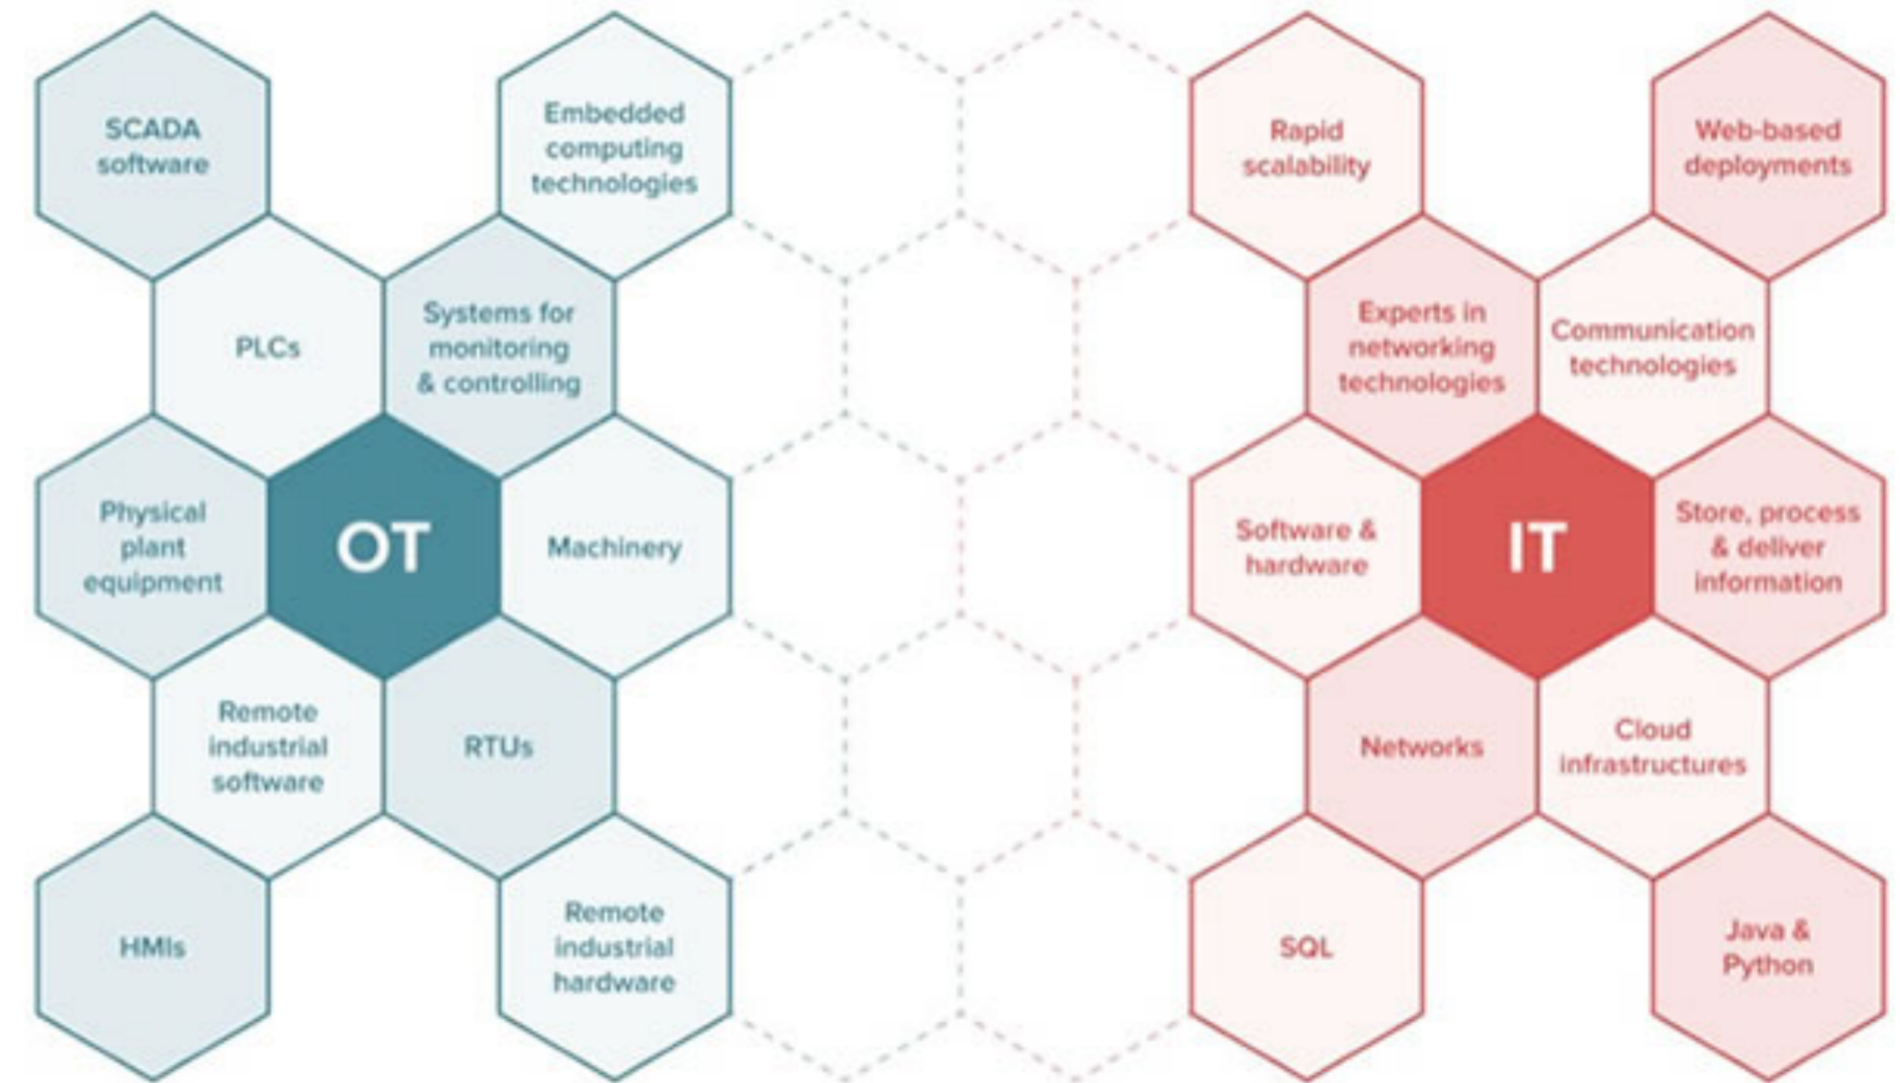 SCADA
software
Embedded
computing
technologies
PLCs
Systems for
monitoring
& controlling
Physical
plant
equipment
OT
Machinery
Remote
industrial
software
RTUs
HMIs
Remote
industrial
hardware
Rapid
scalability
Web-based
deployments
Experts in
networking
technologies
Communication
technologies
Software &
hardware
IT
Store, process
& deliver
information
Networks
Cloud
infrastructures
SQL
Java &
Python